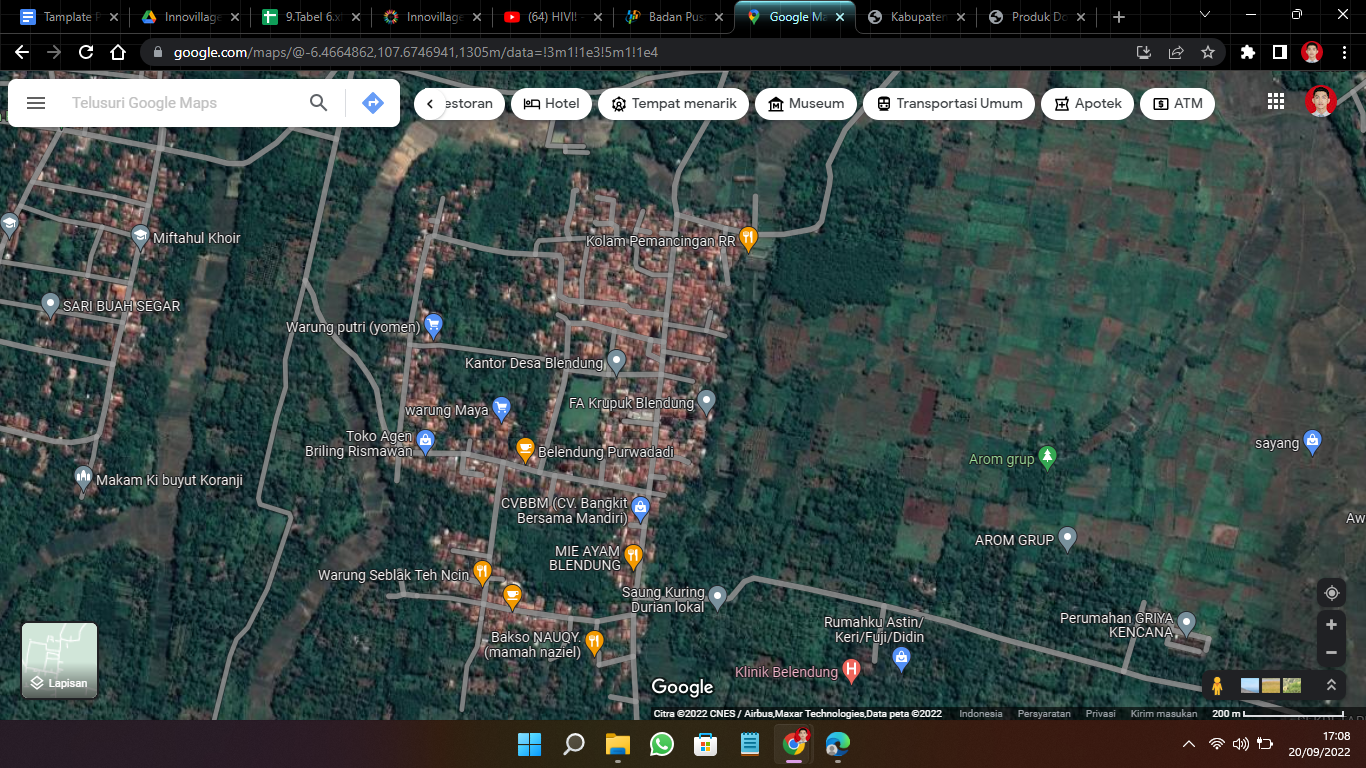 Tamplate P
Innovillage
9.Tabel 6.x
Innovillage
(64) HIVI! -
Badan Pus
Google Ma
Kabupaten
Produk Do
google.com/maps/@-6.4664862,107.6746941,1305m/data=!3m1!1e3!5m1!1e4
Telusuri Google Maps
estoran
Hotel
Tempat menarik
Museum
Transportasi Umum
Apotek
ATM
Miftahul Khoir
Kolam Pemancingan RR
SARI BUAH SEGAR
Warung putri (yomen)
Kantor Desa Blendung
FA Krupuk Blendung
warung Maya
Toko Agen
Briling Rismawan
Belendung Purwadadi
sayang
Arom grup
Makam Ki buyut Koranji
CVBBM (CV. Bangkit
Bersama Mandiri)
Aw
AROM GRUP
MIE AYAM
BLENDUNG
Warung Seblak Teh Ncin
Saung Kuring
Durian lokal
Perumahan GRIYA
KENCANA
Rumahku Astin/
Keri/Fuji/Didin
Bakso NAUQY.
(mamah naziel)
Klinik Belendung
Lapisan
Google
Citra ©2022 CNES / Airbus,Maxar Technologies,Data peta ©2022
Indonesia
Persyaratan
Privasi
Kirim masukan
200 m
17:08
20/09/2022